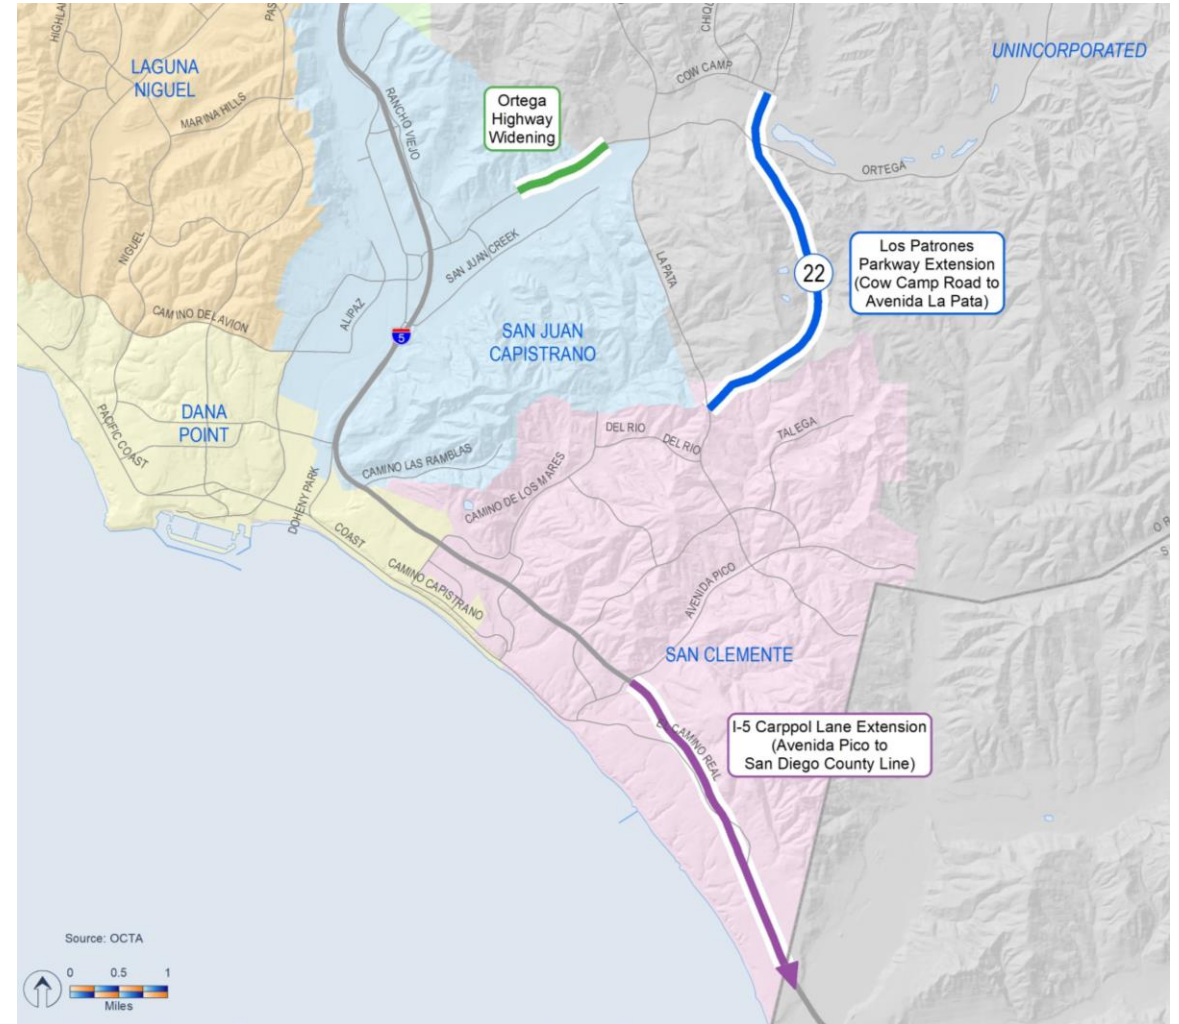 HIGHLA
PAS
CHIQ
LAGUNA
NIGUEL
MARINA HILLS
RANCHO VIEJO
Ortega
Highway
Widening
COW CAMP
UNINCORPORATED
ORTEGA
NIGUEL
SAN JUAN CREEK
LA PATA
22
Los Patrones
Parkway Extension
(Cow Camp Road to
Avenida La Pata)
ALIPAZ
CAMINO DEL AVION
5
SAN JUAN
CAPISTRANO
DANA
POINT
PACIFIC COAST
DEL RIO
DEL RIO
TALEGA
CAMINO LAS RAMBLAS
CAMINO DE LOS MARES
DOHENY PARK
COAST
CAMINO CAPISTRANO
OR
S
AVENIDA PICO
SAN CLEMENTE
EL CAMINO REAL
I-5 Carppol Lane Extension
(Avenida Pico to
San Diego County Line)
Source: OCTA
0 0.5 1
Miles